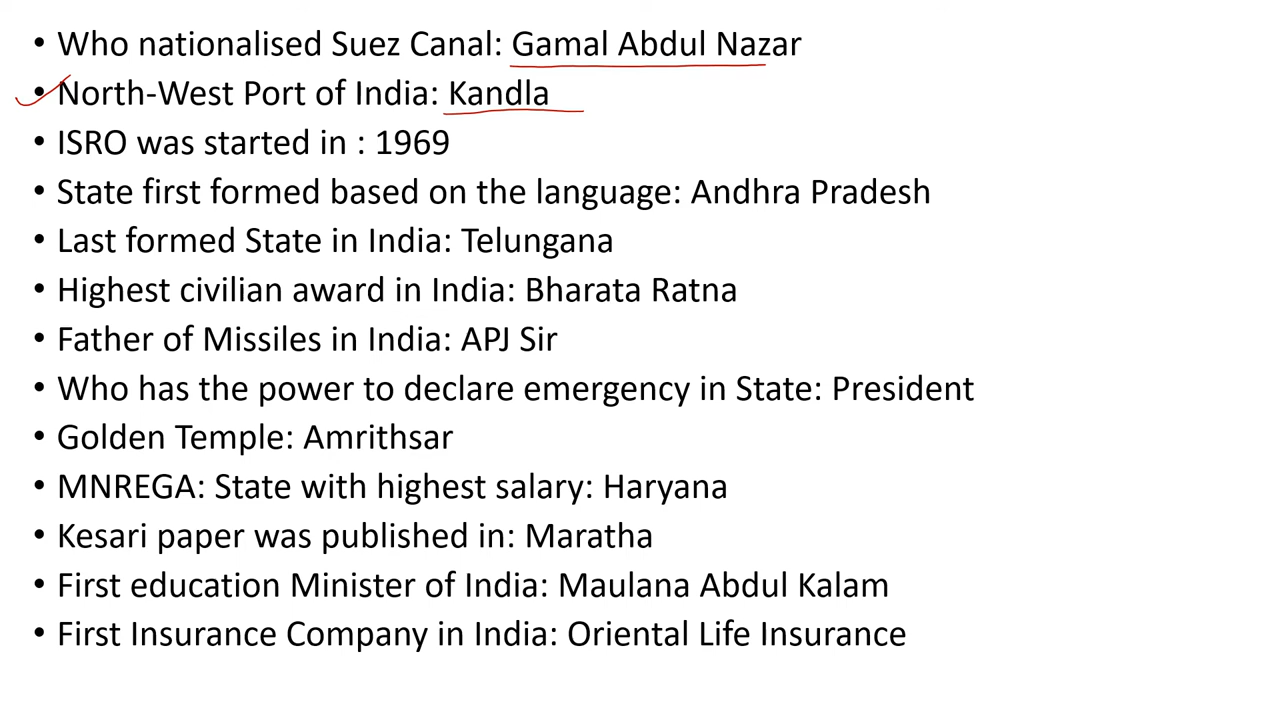 • Who nationalised Suez Canal: Gamal Abdul Nazar
• North-West Port of India: Kandla
• ISRO was started in : 1969
• State first formed based on the language: Andhra Pradesh
• Last formed State in India: Telungana
• Highest civilian award in India: Bharata Ratna
• Father of Missiles in India: APJ Sir
• Who has the power to declare emergency in State: President
• Golden Temple: Amrithsar
• MNREGA: State with highest salary: Haryana
• Kesari paper was published in: Maratha
• First education Minister of India: Maulana Abdul Kalam
• First Insurance Company in India: Oriental Life Insurance